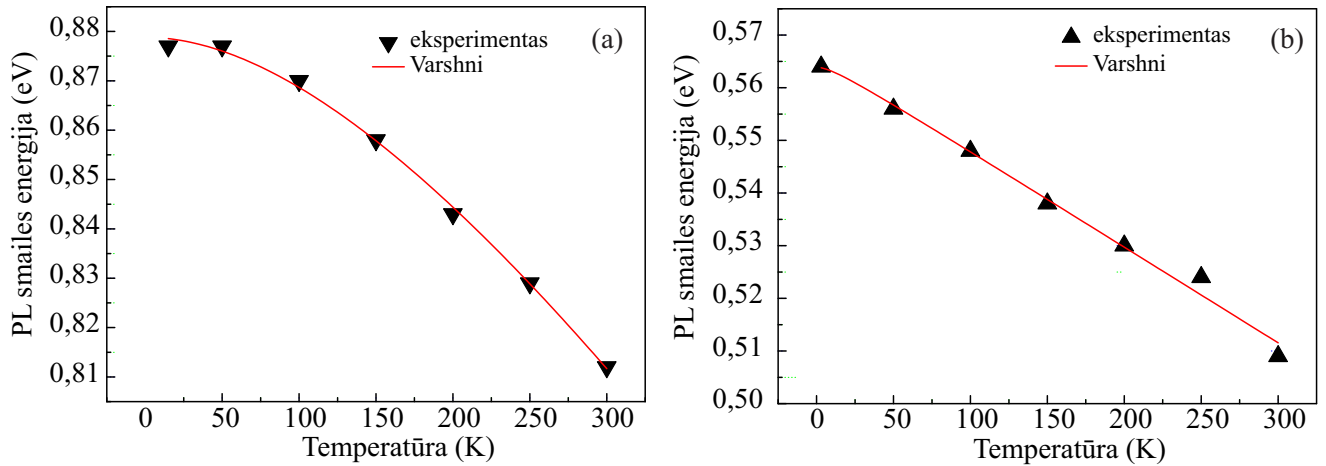 (a)
eksperimentas
Varshni
PL smailes energija (eV)
0,88
0,87
0,86
0,85
0,84
0,83
0,82
0,81
0 50 100 150 200 250 300
Temperatūra (K)
(b)
eksperimentas
Varshni
PL smailes energija (eV)
0,57
0,56
0,55
0,54
0,53
0,52
0,51
0,50
0 50 100 150 200 250 300
Temperatūra (K)